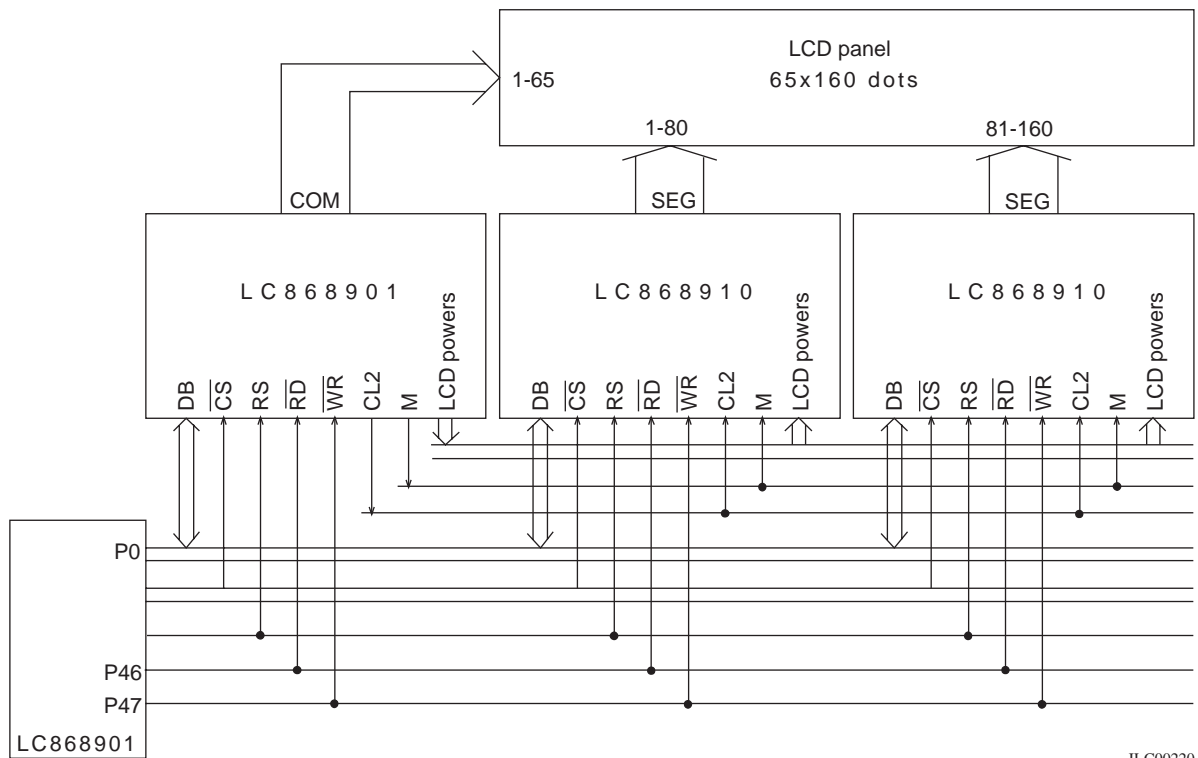 LCD panel
65x160 dots
1-65
1-80
81-160
COM
SEG
SEG
LC868901
LC868910
LC868910
DB
CS
RS
RD
WR
CL2
M
LCD powers
DB
CS
RS
RD
WR
CL2
M
LCD powers
DB
CS
RS
RD
WR
CL2
M
LCD powers
P0
P46
P47
LC868901